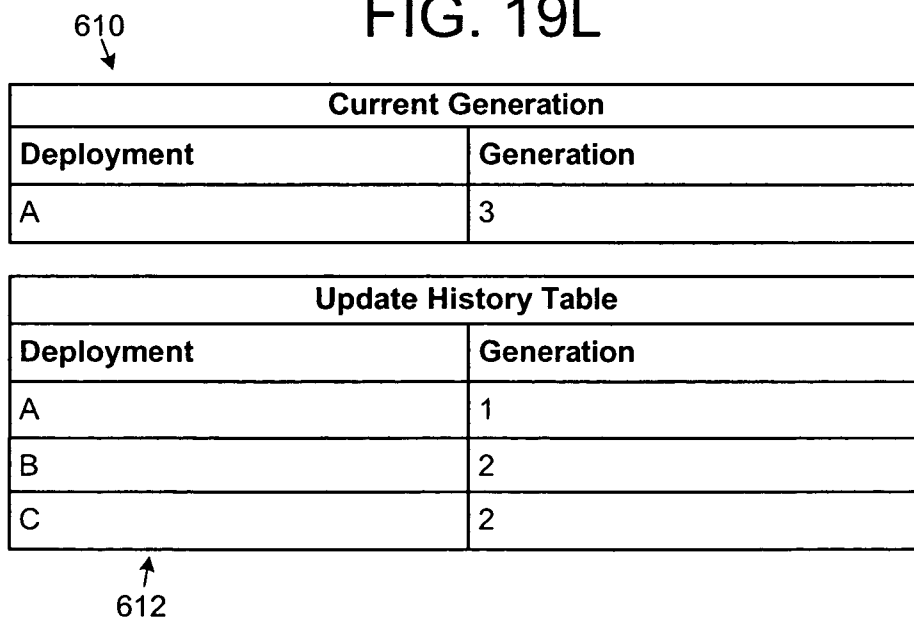 FIG. 19L
610
Current Generation
Deployment Generation
A 3
Update History Table
Deployment Generation
A 1
B 2
C 2
612